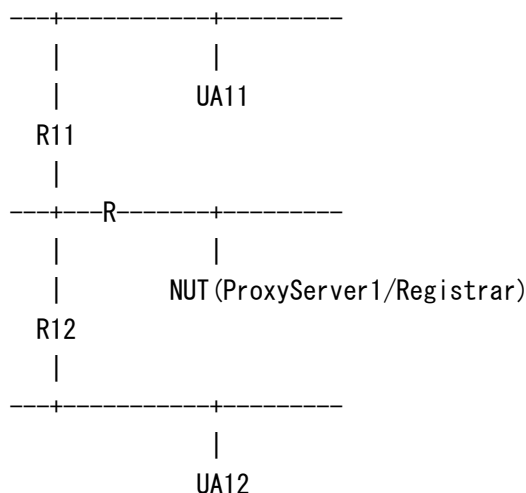 UA11
R11
R
NUT(ProxyServer1/Registrar)
R12
UA12